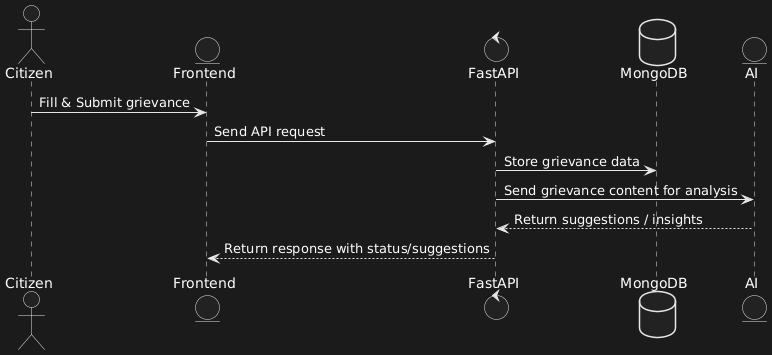 Citizen
Frontend
FastAPI
MongoDB
AI
Fill & Submit grievance
Send API request
Store grievance data
Send grievance content for analysis
Return suggestions / insights
Return response with status/suggestions
Citizen
Frontend
FastAPI
MongoDB
AI